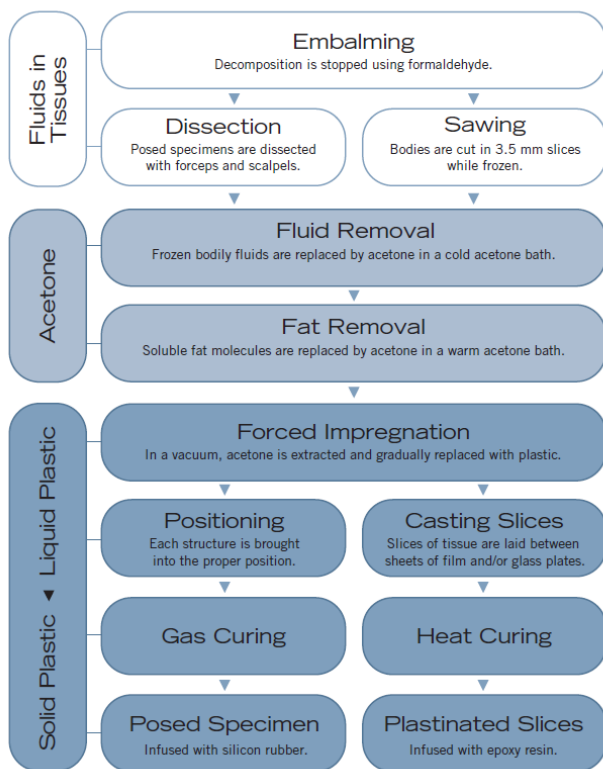 Fluids in
Tissues
Embalming
Decomposition is stopped using formaldehyde.
Dissection
Posed specimens are dissected
with forceps and scalpels.
Sawing
Bodies are cut in 3.5 mm slices
while frozen.
Acetone
Fluid Removal
Frozen bodily fluids are replaced by acetone in a cold acetone bath.
Fat Removal
Soluble fat molecules are replaced by acetone in a warm acetone bath.
Solid Plastic ◄ Liquid Plastic
Forced Impregnation
In a vacuum, acetone is extracted and gradually replaced with plastic.
Positioning
Each structure is brought
into the proper position.
Casting Slices
Slices of tissue are laid between
sheets of film and/or glass plates.
Gas Curing
Heat Curing
Posed Specimen
Infused with silicon rubber.
Plastinated Slices
Infused with epoxy resin.